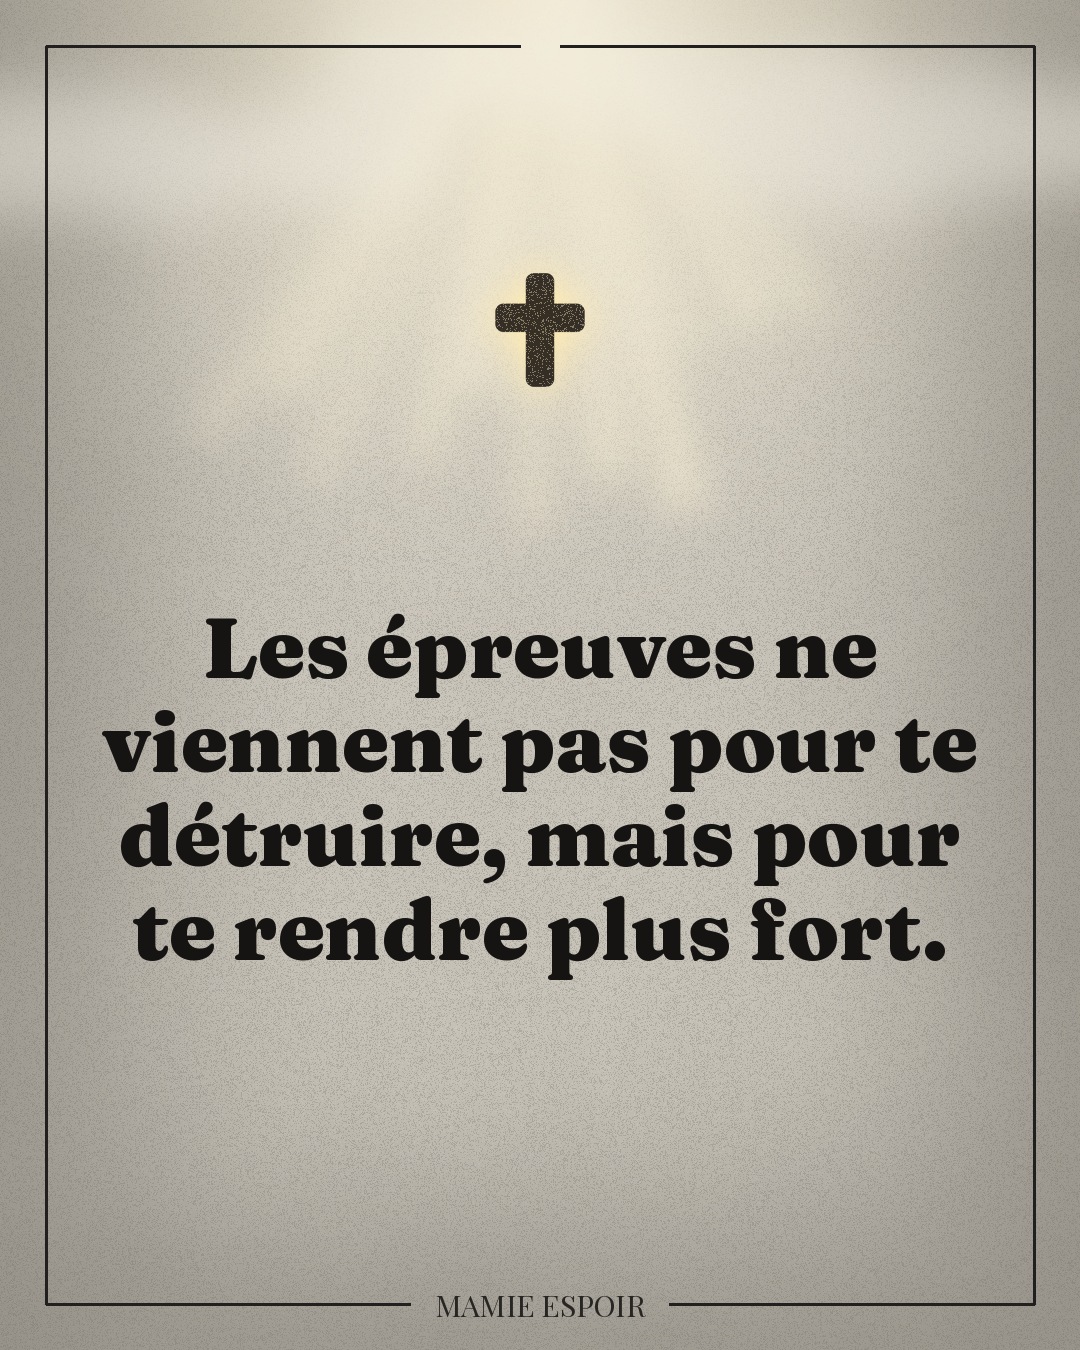 Les épreuves ne
viennent pas pour te
détruire, mais pour
te rendre plus fort.
MAMIE ESPOIR